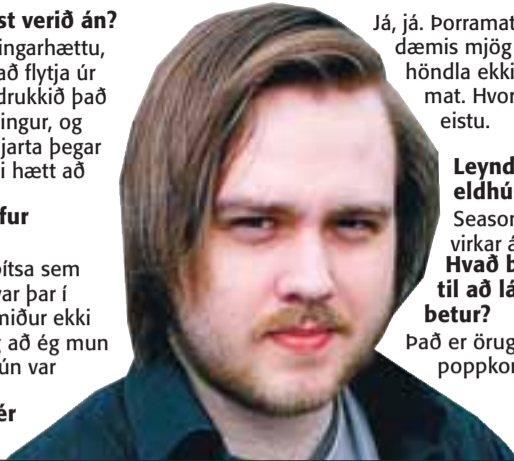 st verið án?
ingarhættu,
að flytja úr
drukkið það
ingur, og
jarta þegar
i hætt að
fur
pítsa sem
var þar í
miður ekki
g að ég mun
ún var
ér
Já, já. Þorramat
dæmis mjög
höndla ekki
mat. Hvor
eistu.
Leynd
eldhú
Season
virkar á
Hvað b
til að lá
betur?
Það er örug
poppkor